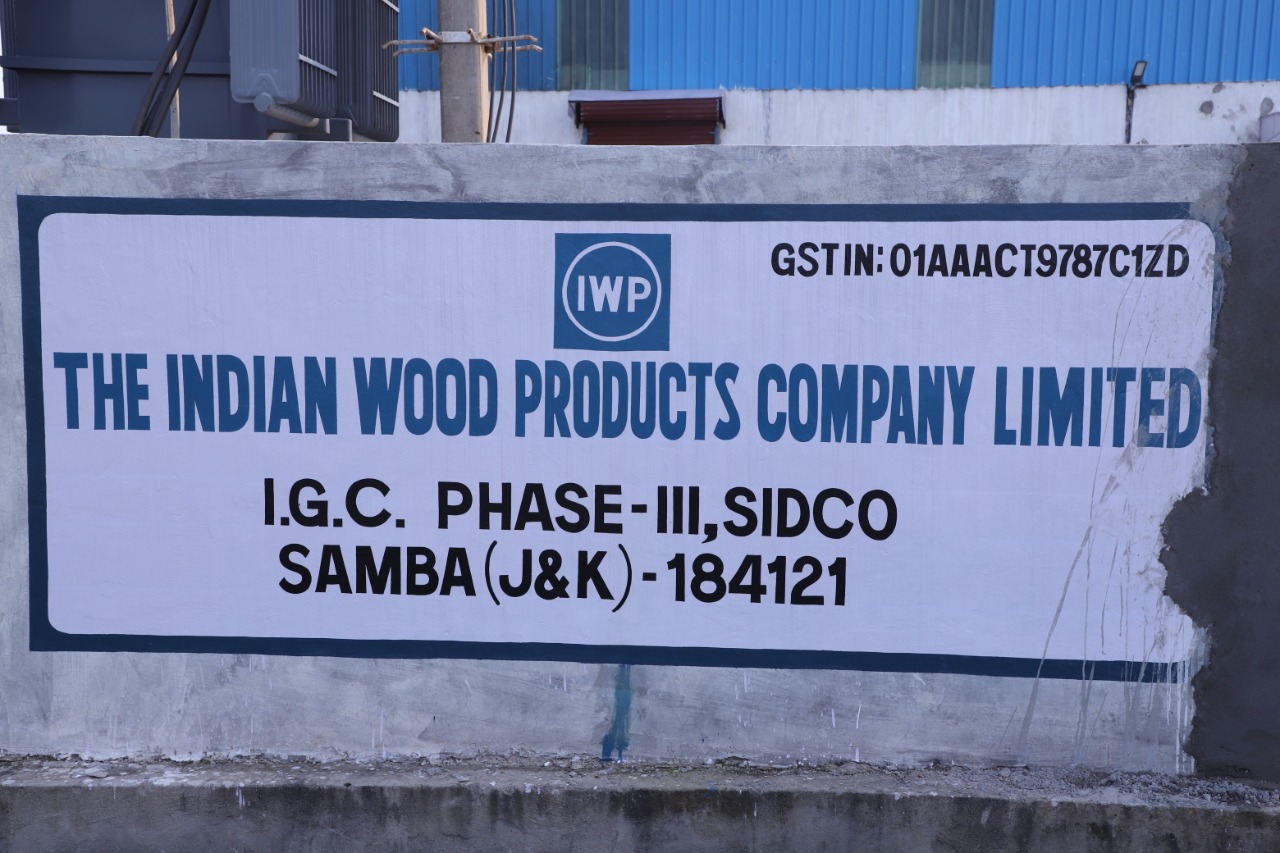 IWP
GSTIN: 01AAACT9787C1ZD
THE INDIAN WOOD PRODUCTS COMPANY LIMITED
I.G.C. PHASE-III,SIDCO
SAMBA (J&K)-184121